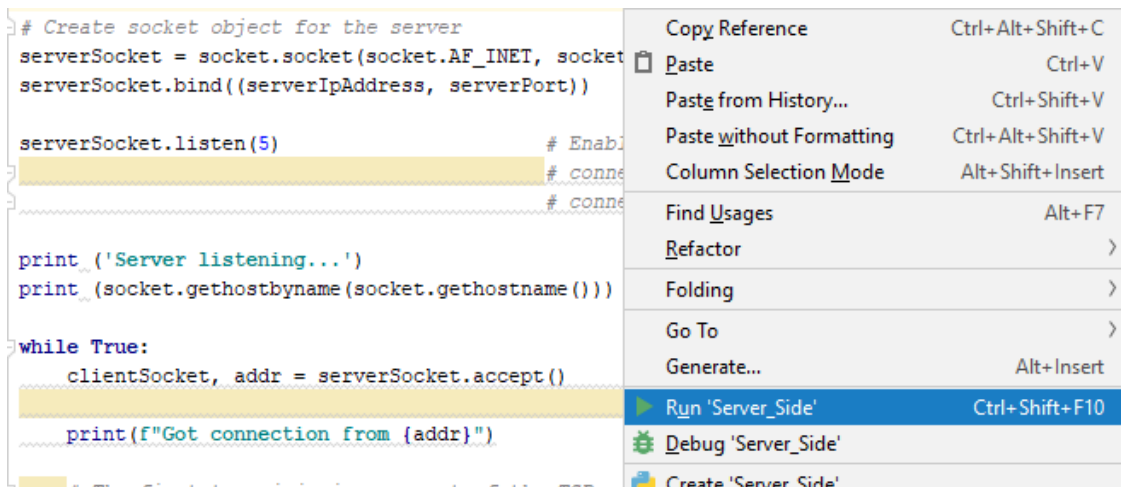 # Create socket object for the server
serverSocket = socket.socket(socket.AF_INET, socket
serverSocket.bind((serverIpAddress, serverPort))
serverSocket.listen(5) # Enabl
# conne
# conne
print ('Server listening...')
print (socket.gethostbyname(socket.gethostname()))
while True:
clientSocket, addr = serverSocket.accept()
print(f"Got connection from {addr}")
Copy Reference Ctrl+Alt+Shift+C
Paste Ctrl+V
Paste from History... Ctrl+Shift+V
Paste without Formatting Ctrl+Alt+Shift+V
Column Selection Mode Alt+Shift+Insert
Find Usages Alt+F7
Refactor
Folding
Go To
Generate... Alt+Insert
Run 'Server_Side' Ctrl+Shift+F10
Debug 'Server_Side'
Create 'Server_Side'